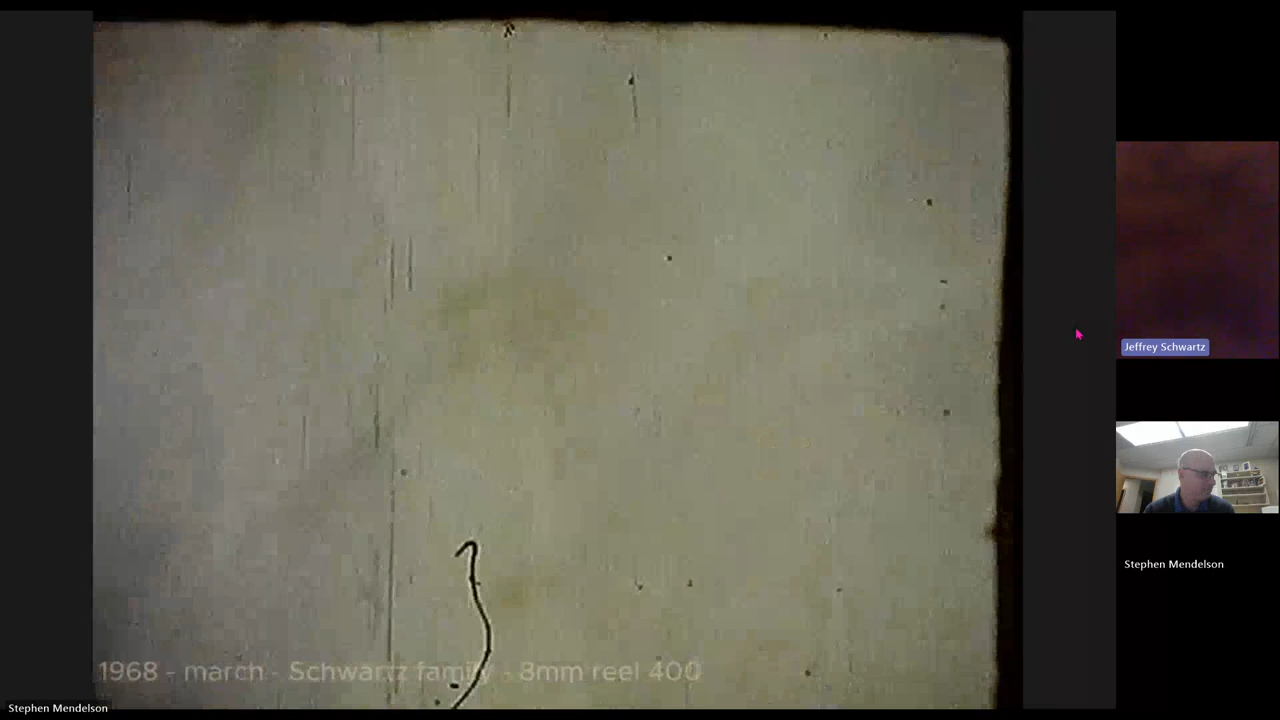 Jeffrey Schwartz
Stephen Mendelson
1968 - march - Schwartz family - 8mm reel 400
Stephen Mendelson